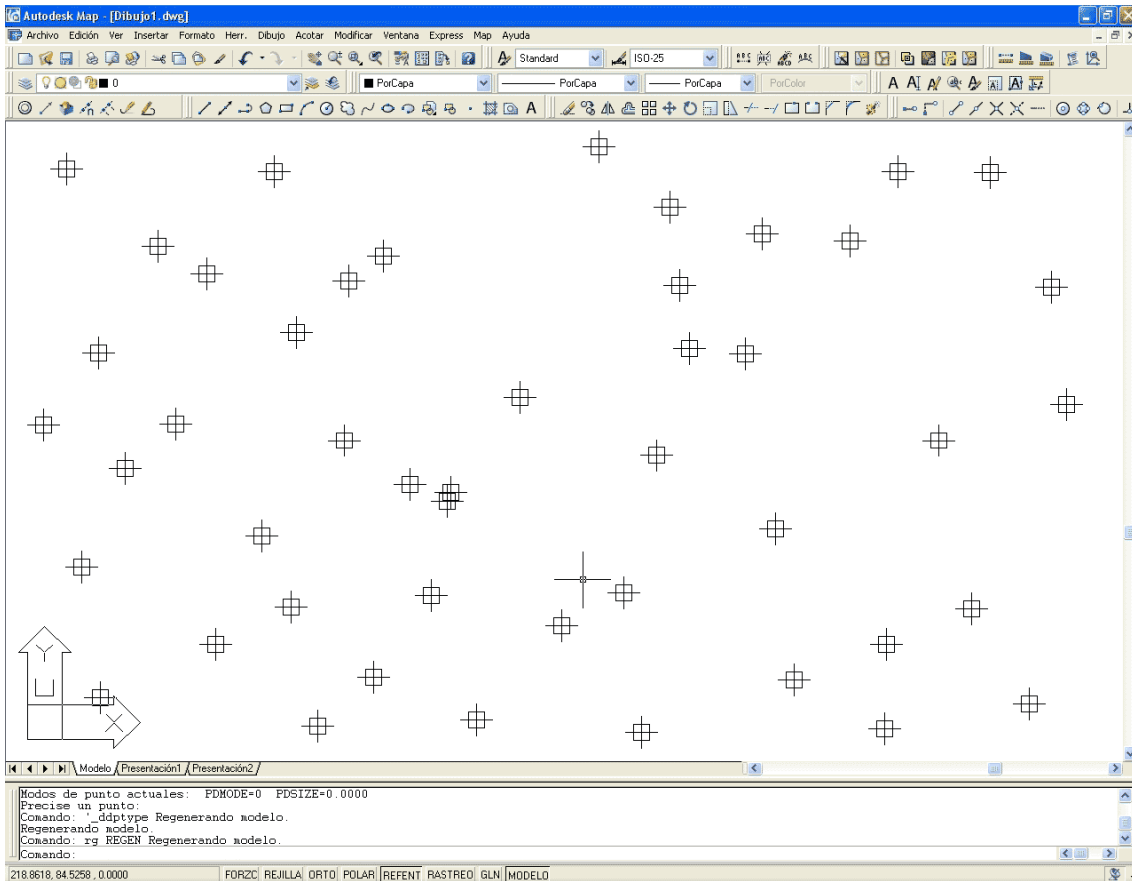 Autodesk Map - [Dibujo1.dwg]
Archivo Edición Ver Insertar Formato Herr. Dibujo Acotar Modificar Ventana Express Map Ayuda
Standard ISO-25
0 PorCapa PorCapa PorCapa PorColor
Y
U
X
Modelo Presentación1 Presentación2
Modos de punto actuales: PDMODE=0 PDSIZE=0.0000
Precise un punto:
Comando: '_ddptype Regenerando modelo.
Regenerando modelo.
Comando: rg REGEN Regenerando modelo.
Comando:
218.8618, 84.5258 , 0.0000 FORZC REJILLA ORTO POLAR REFENT RASTREO GLN MODELO